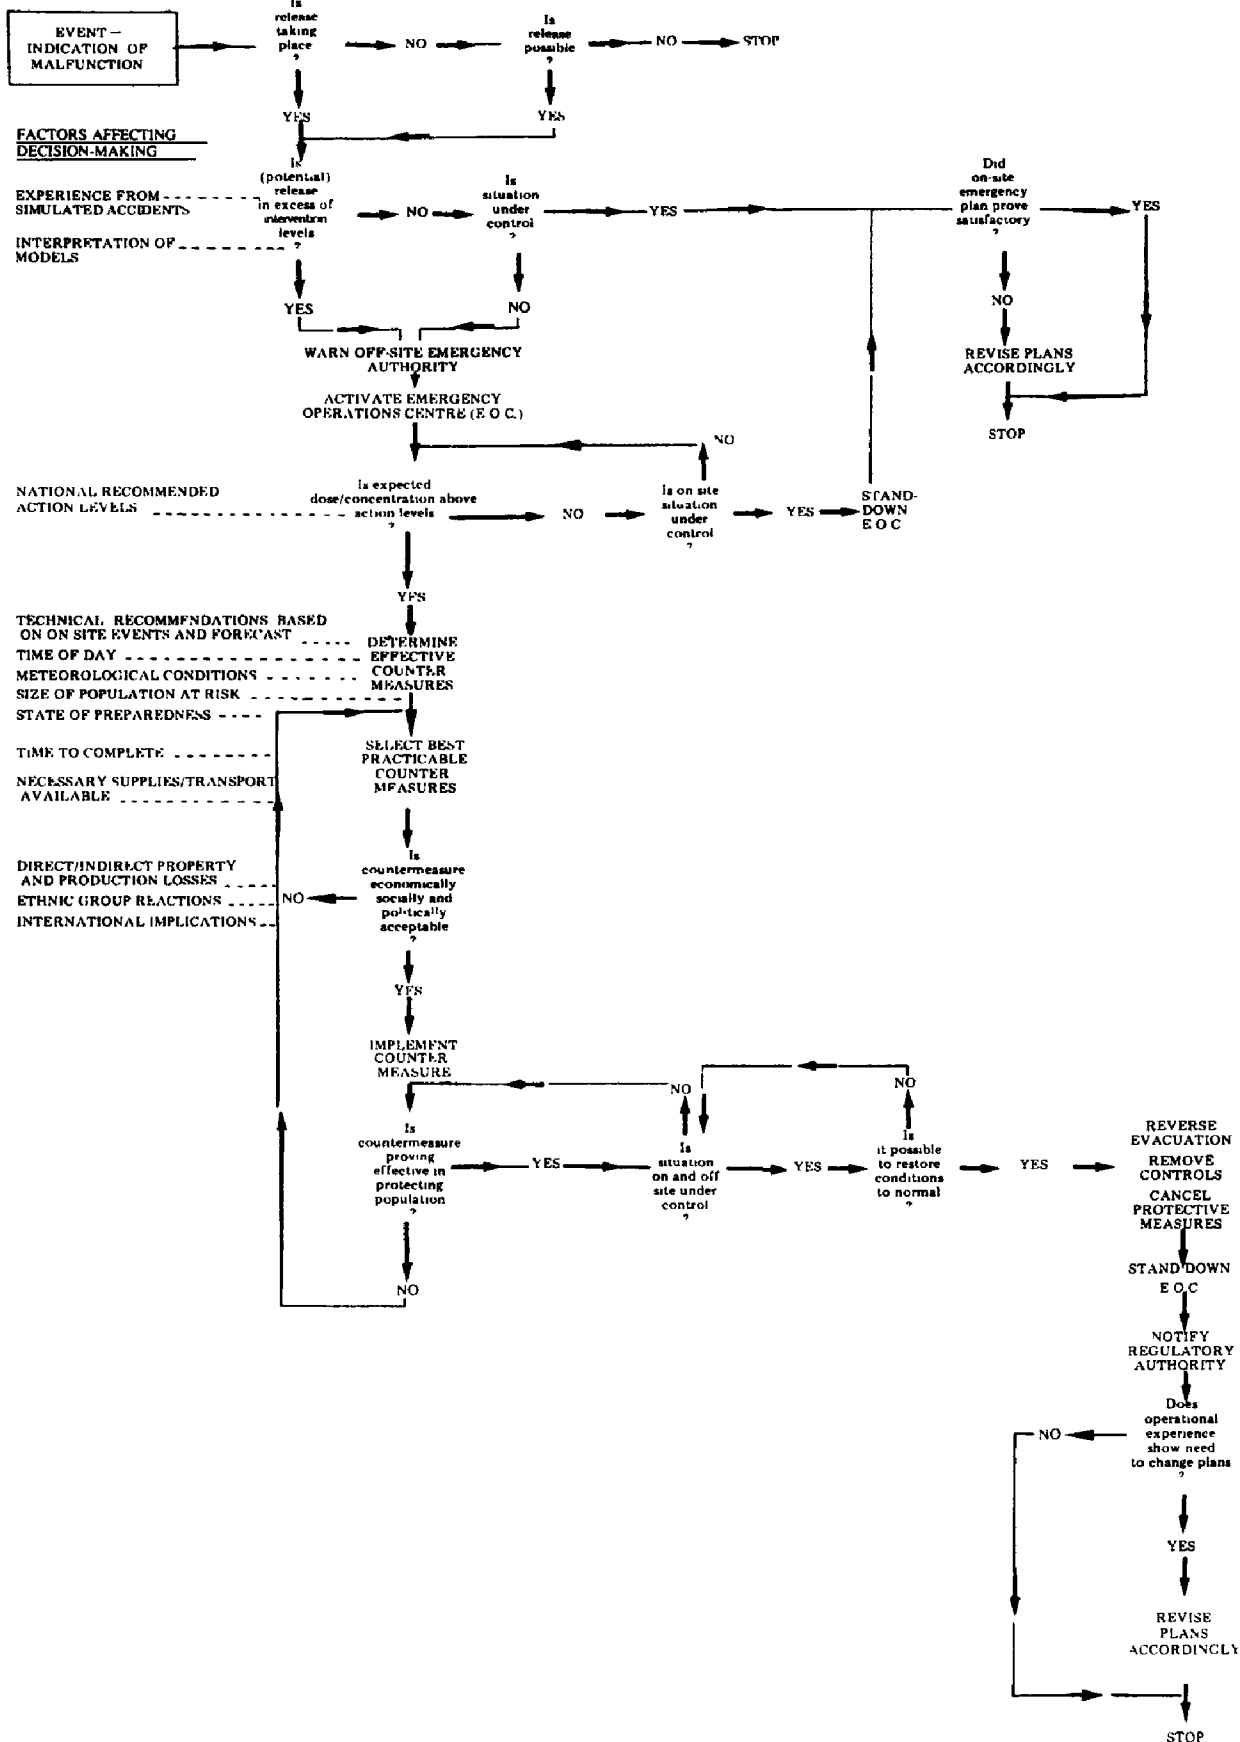 EVENT –
INDICATION OF
MALFUNCTION
Is
release
taking
place
?
NO
Is
release
possible
?
NO
STOP
YES
YES
FACTORS AFFECTING
DECISION-MAKING
EXPERIENCE FROM
SIMULATED ACCIDENTS
INTERPRETATION OF
MODELS
Is
(potential)
release
in excess of
intervention
levels
?
NO
Is
situation
under
control
?
YES
Did
on-site
emergency
plan prove
satisfactory
?
YES
YES
NO
NO
WARN OFF-SITE EMERGENCY
AUTHORITY
REVISE PLANS
ACCORDINGLY
ACTIVATE EMERGENCY
OPERATIONS CENTRE (E O C.)
STOP
NO
NATIONAL RECOMMENDED
ACTION LEVELS
Is expected
dose/concentration above
action levels
?
NO
Is on site
situation
under
control
?
YES
STAND-
DOWN
E O C
YES
TECHNICAL RECOMMENDATIONS BASED
ON ON SITE EVENTS AND FORECAST
TIME OF DAY
METEOROLOGICAL CONDITIONS
SIZE OF POPULATION AT RISK
STATE OF PREPAREDNESS
DETERMINE
EFFECTIVE
COUNTER
MEASURES
TIME TO COMPLETE
NECESSARY SUPPLIES/TRANSPORT
AVAILABLE
SELECT BEST
PRACTICABLE
COUNTER
MEASURES
DIRECT/INDIRECT PROPERTY
AND PRODUCTION LOSSES
ETHNIC GROUP REACTIONS
INTERNATIONAL IMPLICATIONS
NO
Is
countermeasure
economically
socially and
politically
acceptable
?
YES
IMPLEMENT
COUNTER
MEASURE
NO
NO
Is
countermeasure
proving
effective in
protecting
population
?
YES
Is
situation
on and off
site under
control
?
YES
Is
it possible
to restore
conditions
to normal
?
YES
REVERSE
EVACUATION
REMOVE
CONTROLS
CANCEL
PROTECTIVE
MEASURES
NO
STAND DOWN
E O C
NOTIFY
REGULATORY
AUTHORITY
Does
operational
experience
show need
to change plans
?
NO
YES
REVISE
PLANS
ACCORDINGLY
STOP